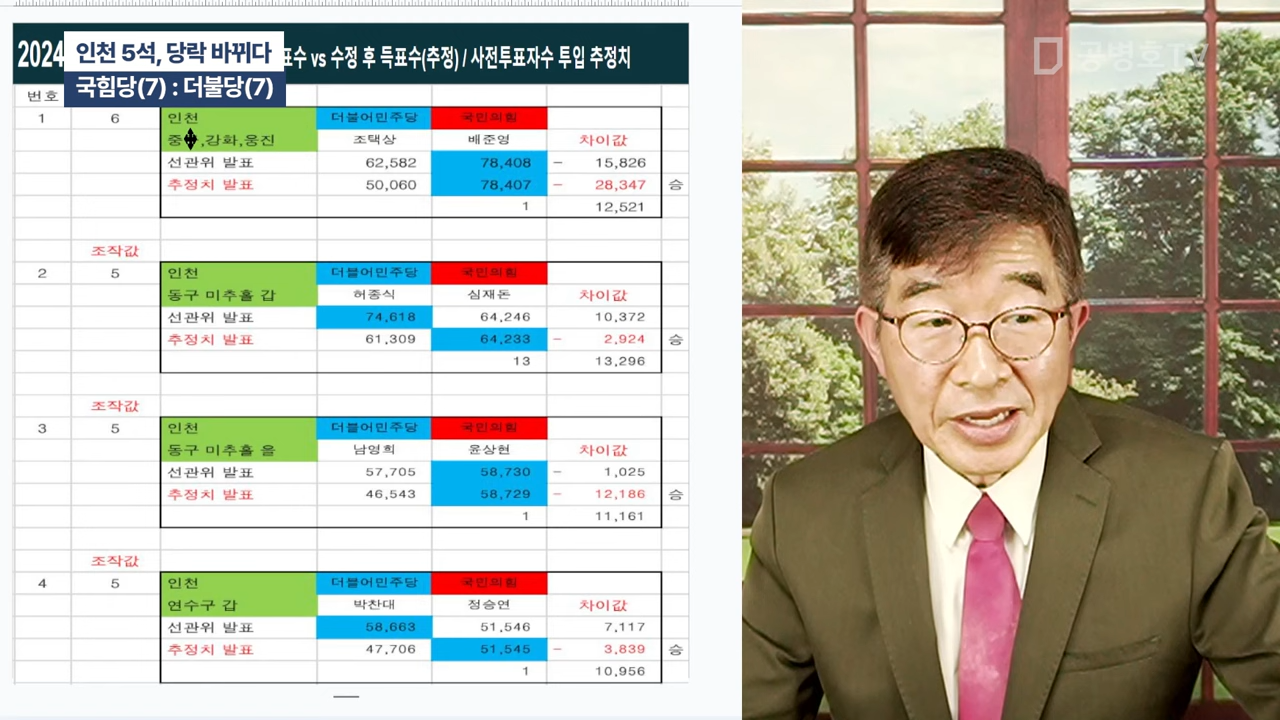 2024
인천 5석, 당락 바뀌다
표수 vs 수정 후 득표수(추정) / 사전투표자수 투입 추정치
국힘당(7) : 더불당(7)
공병호TV
번호
1 6 인천 더불어민주당 국민의힘
중 ,강화,웅진 조택상 배준영 차이값
선관위 발표 62,582 78,408 - 15,826
추정치 발표 50,060 78,407 - 28,347 승
1 12,521
조작값
2 5 인천 더불어민주당 국민의힘
동구 미추홀 갑 허종식 심재돈 차이값
선관위 발표 74,618 64,246 10,372
추정치 발표 61,309 64,233 - 2,924 승
13 13,296
조작값
3 5 인천 더불어민주당 국민의힘
동구 미추홀 을 남영희 윤상현 차이값
선관위 발표 57,705 58,730 - 1,025
추정치 발표 46,543 58,729 - 12,186 승
1 11,161
조작값
4 5 인천 더불어민주당 국민의힘
연수구 갑 박찬대 정승연 차이값
선관위 발표 58,663 51,546 7,117
추정치 발표 47,706 51,545 - 3,839 승
1 10,956